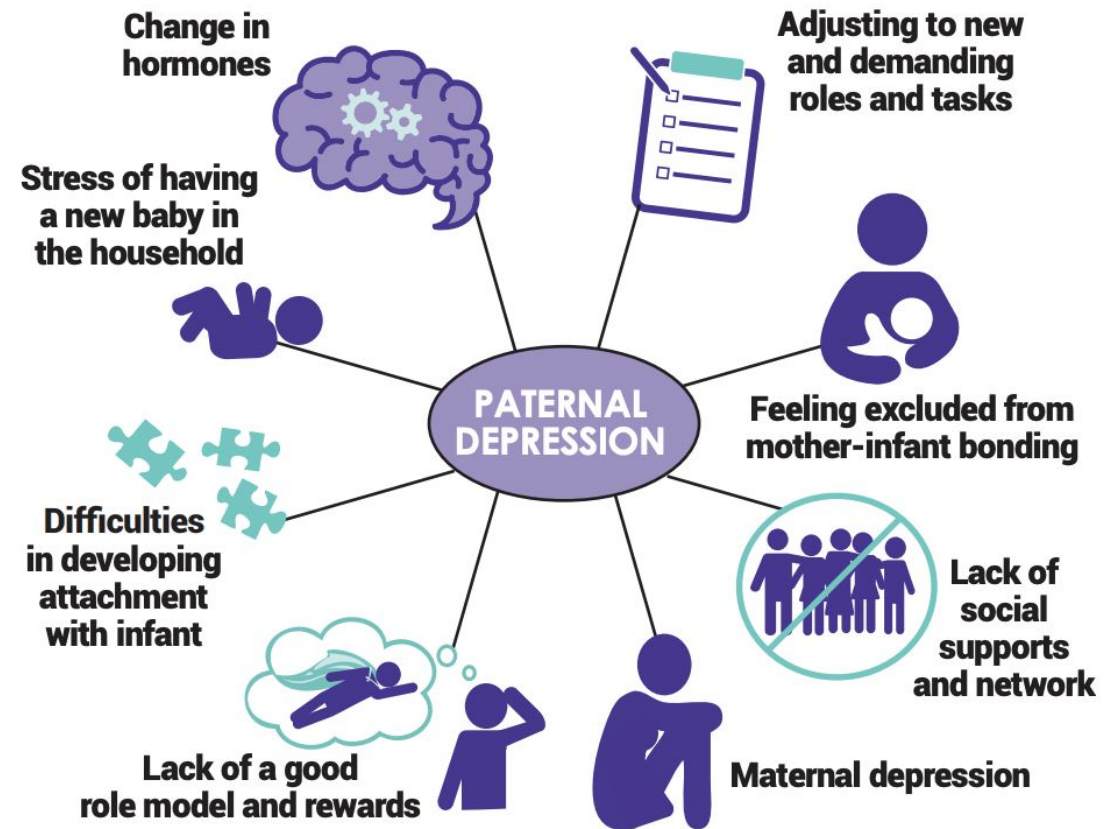 Change in
hormones
Adjusting to new
and demanding
roles and tasks
Stress of having
a new baby in
the household
PATERNAL
DEPRESSION
Feeling excluded from
mother-infant bonding
Difficulties
in developing
attachment
with infant
Lack of
social
supports
and network
Lack of a good
role model and rewards
Maternal depression